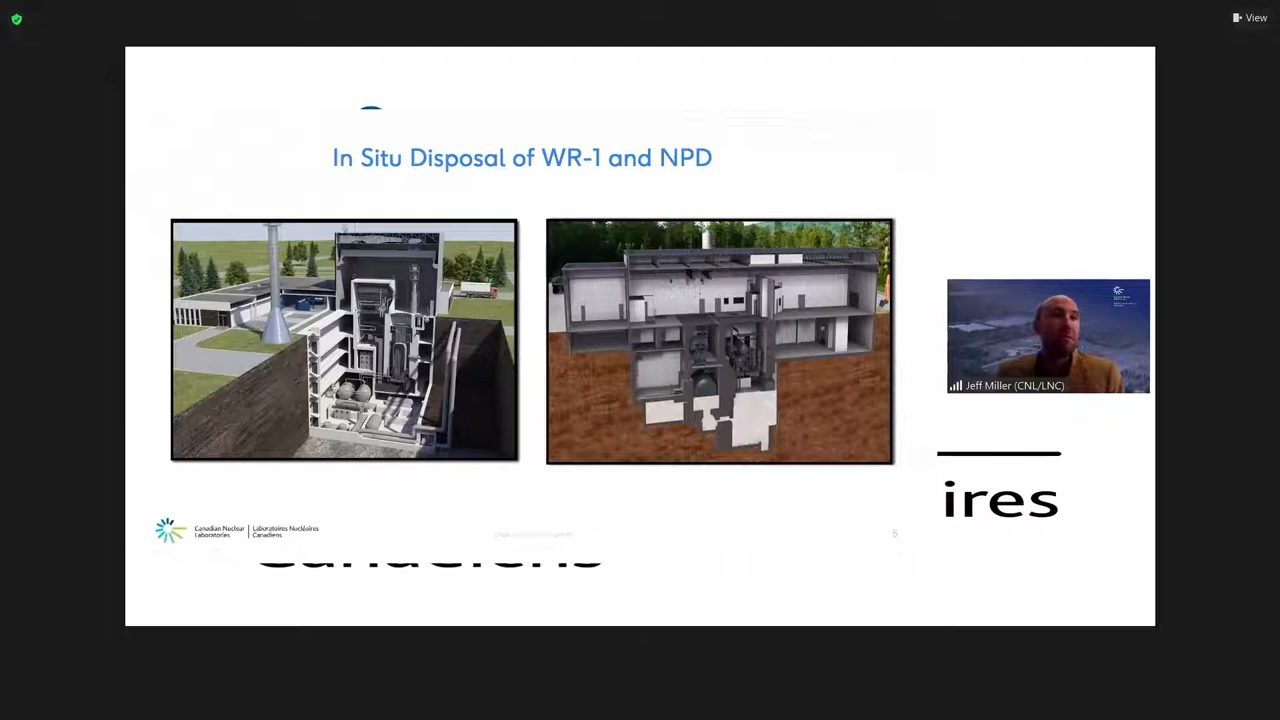 View
In Situ Disposal of WR-1 and NPD
Jeff Miller (CNL/LNC)
ires
Canadian Nuclear Laboratories
Laboratoires Nucléaires Canadiens
5